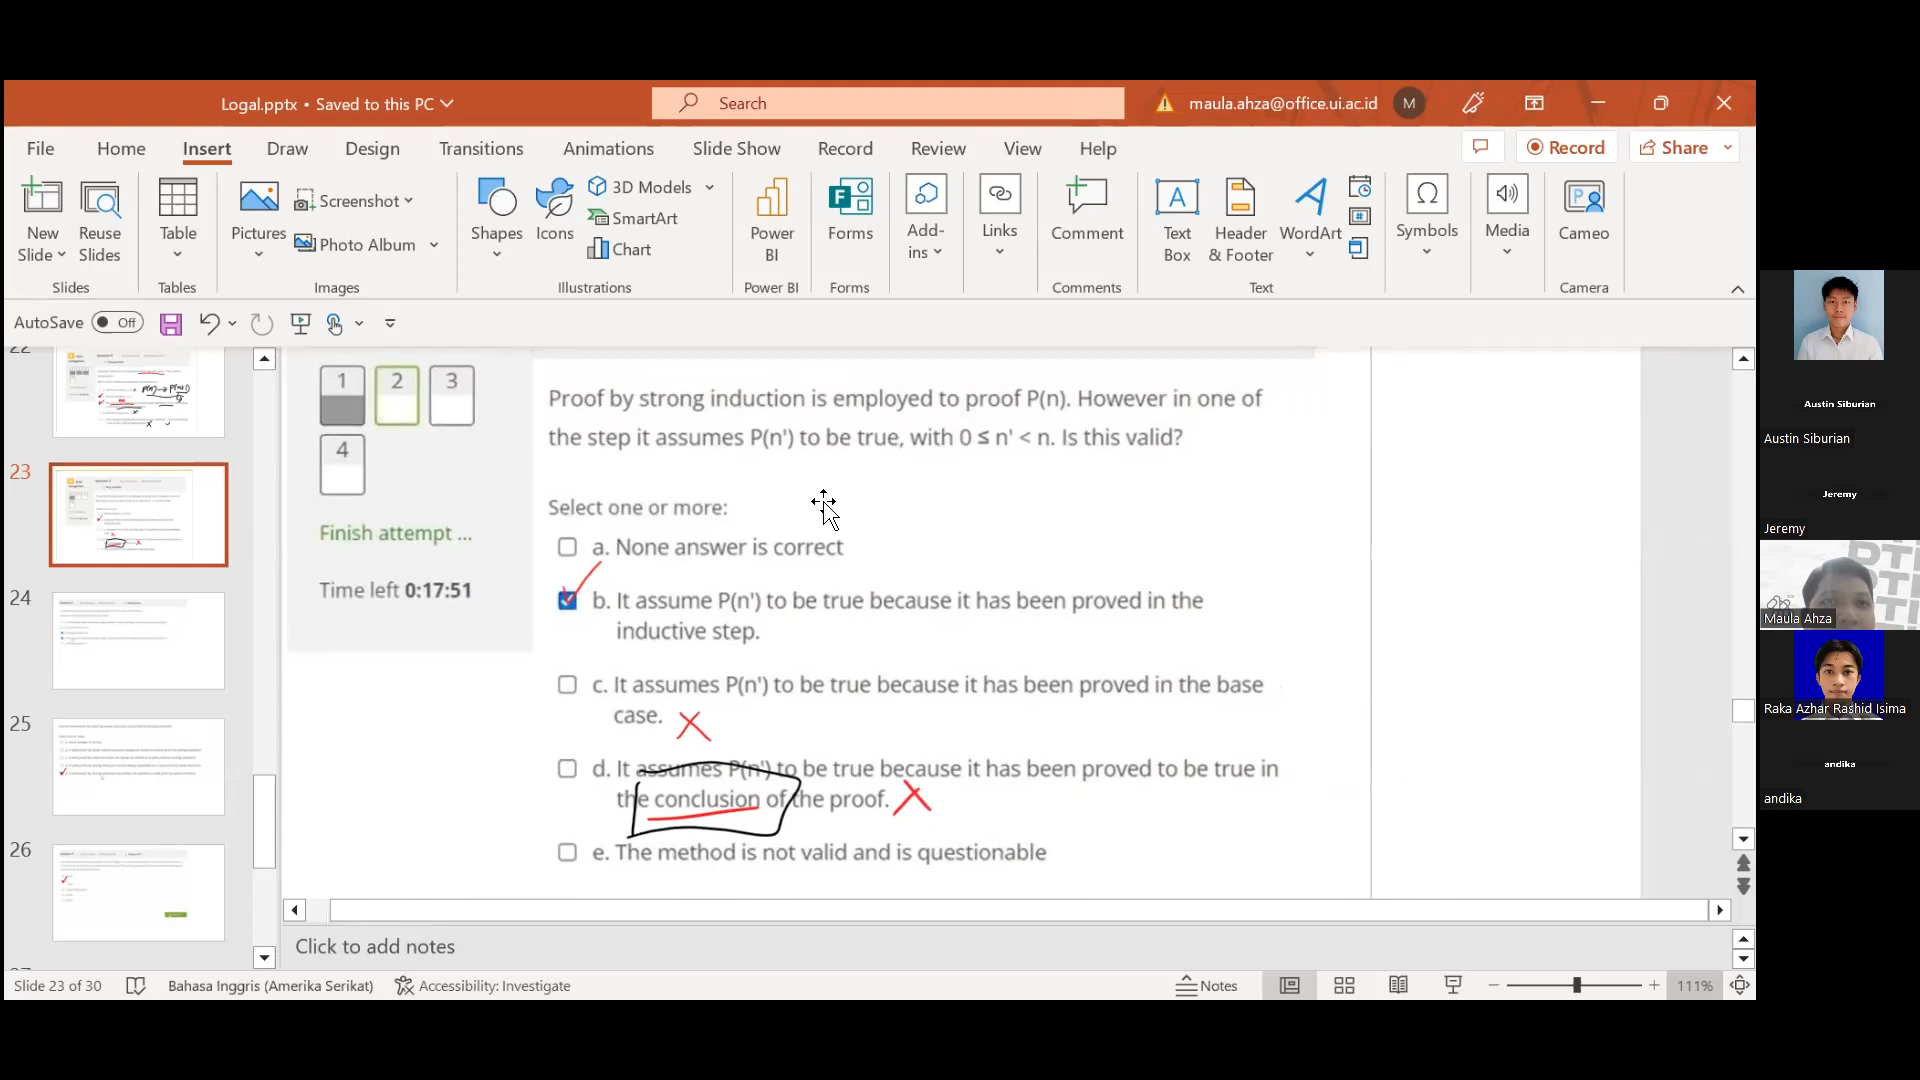 Logal.pptx • Saved to this PC
Search
maula.ahza@office.ui.ac.id
M
File
Home
Insert
Draw
Design
Transitions
Animations
Slide Show
Record
Review
View
Help
Record
Share
New
Slide
Reuse
Slides
Slides
Table
Tables
Pictures
Screenshot
Photo Album
Images
Shapes
Icons
3D Models
SmartArt
Chart
Illustrations
Power
BI
Power BI
Forms
Forms
Add-
ins
Links
Comment
Comments
Text
Box
Header
& Footer
WordArt
Text
Symbols
Media
Cameo
Camera
AutoSave
Off
22
23
24
25
26
1
2
3
4
Finish attempt ...
Time left 0:17:51
Proof by strong induction is employed to proof P(n). However in one of
the step it assumes P(n') to be true, with 0 ≤ n' < n. Is this valid?
Select one or more:
a. None answer is correct
b. It assume P(n') to be true because it has been proved in the
inductive step.
c. It assumes P(n') to be true because it has been proved in the base
case.
d. It assumes P(n') to be true because it has been proved to be true in
the conclusion of the proof.
e. The method is not valid and is questionable
Click to add notes
Slide 23 of 30
Bahasa Inggris (Amerika Serikat)
Accessibility: Investigate
Notes
111%
Austin Siburian
Austin Siburian
Jeremy
Jeremy
Maula Ahza
Raka Azhar Rashid Isima
andika
andika